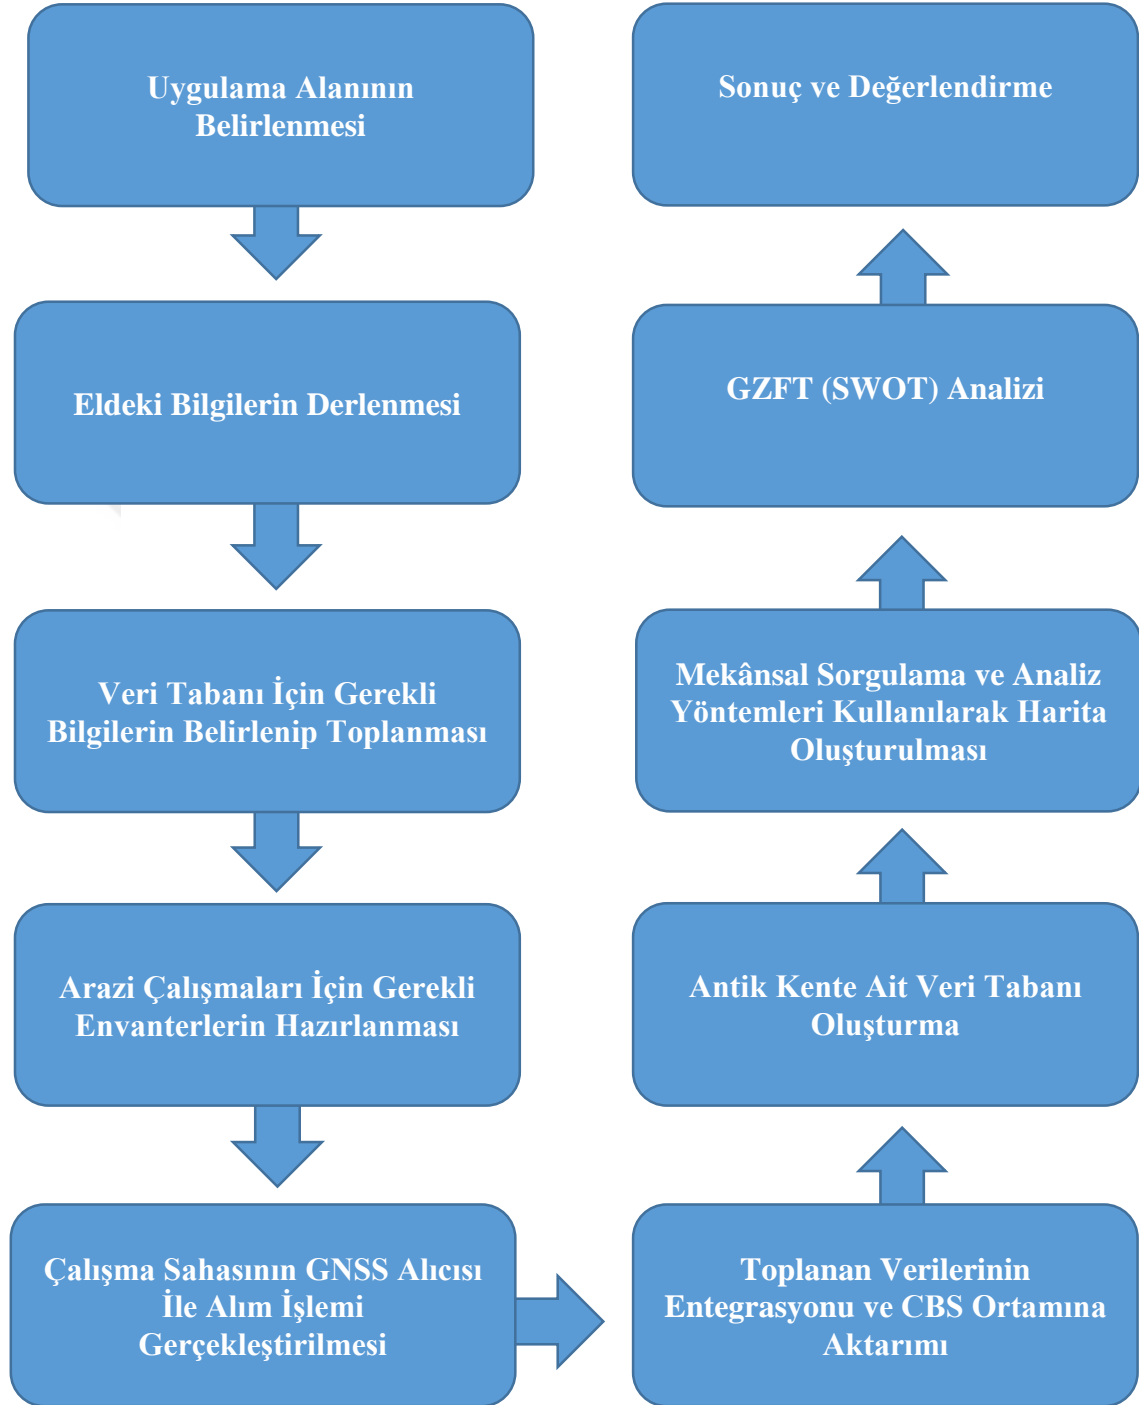 Uygulama Alanının
Belirlenmesi
Eldeki Bilgilerin Derlenmesi
Veri Tabanı İçin Gerekli
Bilgilerin Belirlenip Toplanması
Arazi Çalışmaları İçin Gerekli
Envanterlerin Hazırlanması
Çalışma Sahasının GNSS Alıcısı
İle Alım İşlemi
Gerçekleştirilmesi
Toplanan Verilerinin
Entegrasyonu ve CBS Ortamına
Aktarımı
Antik Kente Ait Veri Tabanı
Oluşturma
Mekânsal Sorgulama ve Analiz
Yöntemleri Kullanılarak Harita
Oluşturulması
GZFT (SWOT) Analizi
Sonuç ve Değerlendirme